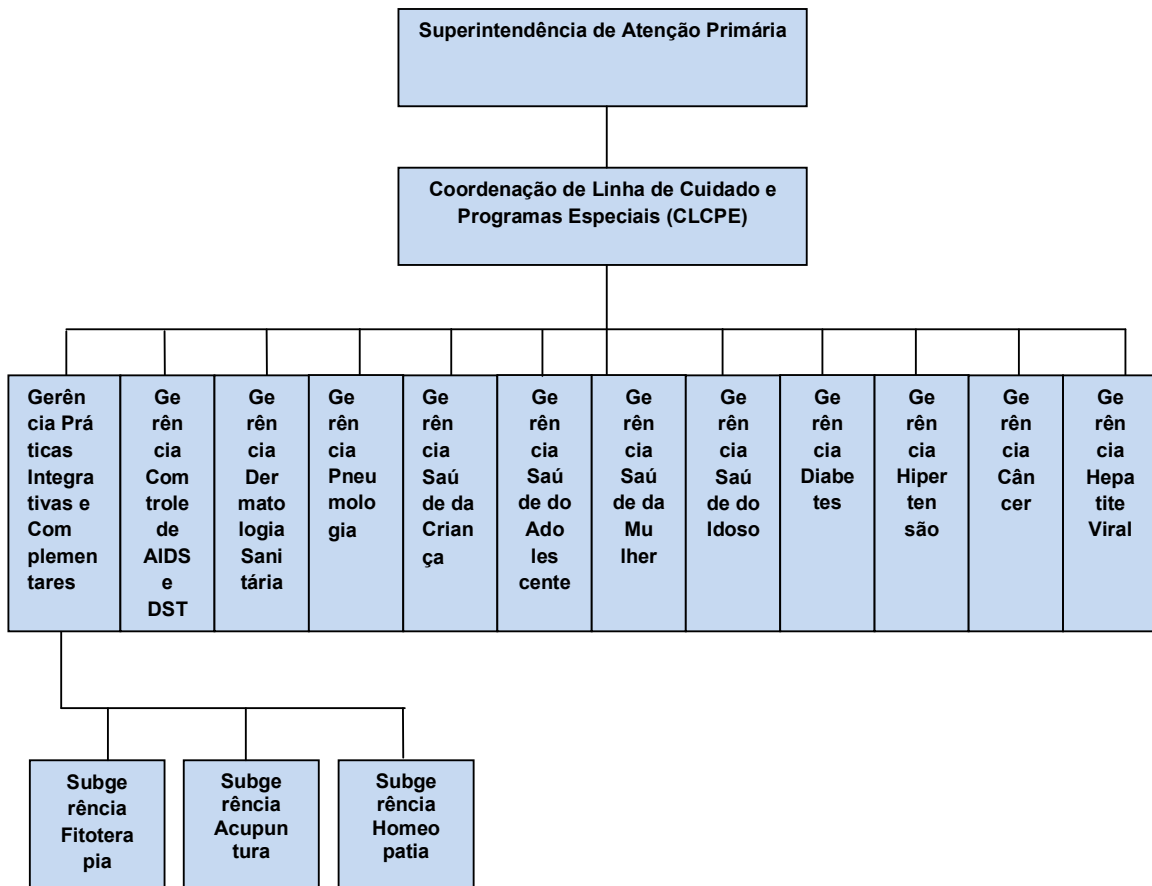 Superintendência de Atenção Primária
Coordenação de Linha de Cuidado e
Programas Especiais (CLCPE)
Gerên
cia Prá
ticas
Integra
tivas e
Com
plemen
tares
Ge
rên
cia
Com
trole
de
AIDS
e
DST
Ge
rên
cia
Der
mato
logia
Sani
tária
Ge
rên
cia
Pneu
molo
gia
Ge
rên
cia
Saú
de da
Crian
ça
Ge
rên
cia
Saú
de do
Ado
les
cente
Ge
rên
cia
Saú
de da
Mu
lher
Ge
rên
cia
Saú
de do
Idoso
Ge
rên
cia
Diabe
tes
Ge
rên
cia
Hiper
ten
são
Ge
rên
cia
Cân
cer
Ge
rên
cia
Hepa
tite
Viral
Subge
rência
Fitotera
pia
Subge
rência
Acupun
tura
Subge
rência
Homeo
patia